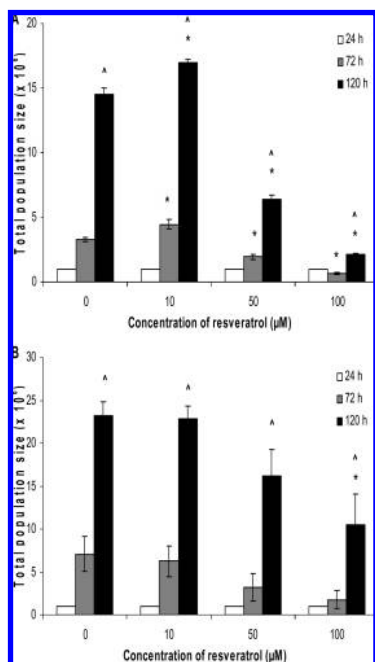 A
Total population size (x
20
15
10
5
0
24 h
72 h
120 h
^
^
*
*
^
*
*
^
*
*
0
10
50
100
Concentration of resveratrol (µM)
B
Total population size (x
30
25
20
15
10
5
0
24 h
72 h
120 h
^
^
^
^
*
0
10
50
100
Concentration of resveratrol (µM)